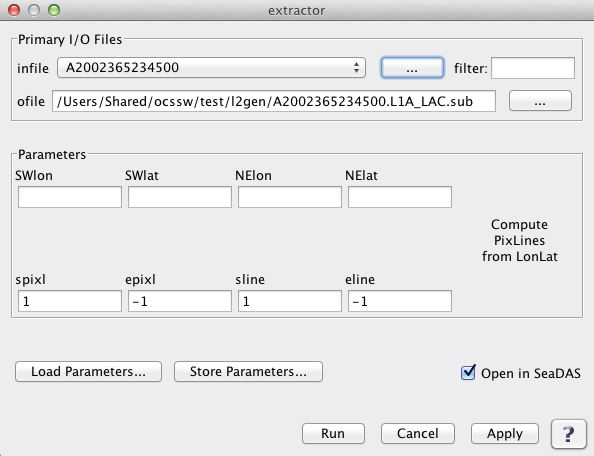 extractor
Primary I/O Files
infile A2002365234500 ... filter:
ofile /Users/Shared/ocssw/test/l2gen/A2002365234500.L1A_LAC.sub ...
Parameters
SWlon SWlat NElon NElat
Compute
PixLines
from LonLat
spixl epixl sline eline
1 -1 1 -1
Load Parameters... Store Parameters... Open in SeaDAS
Run Cancel Apply ?